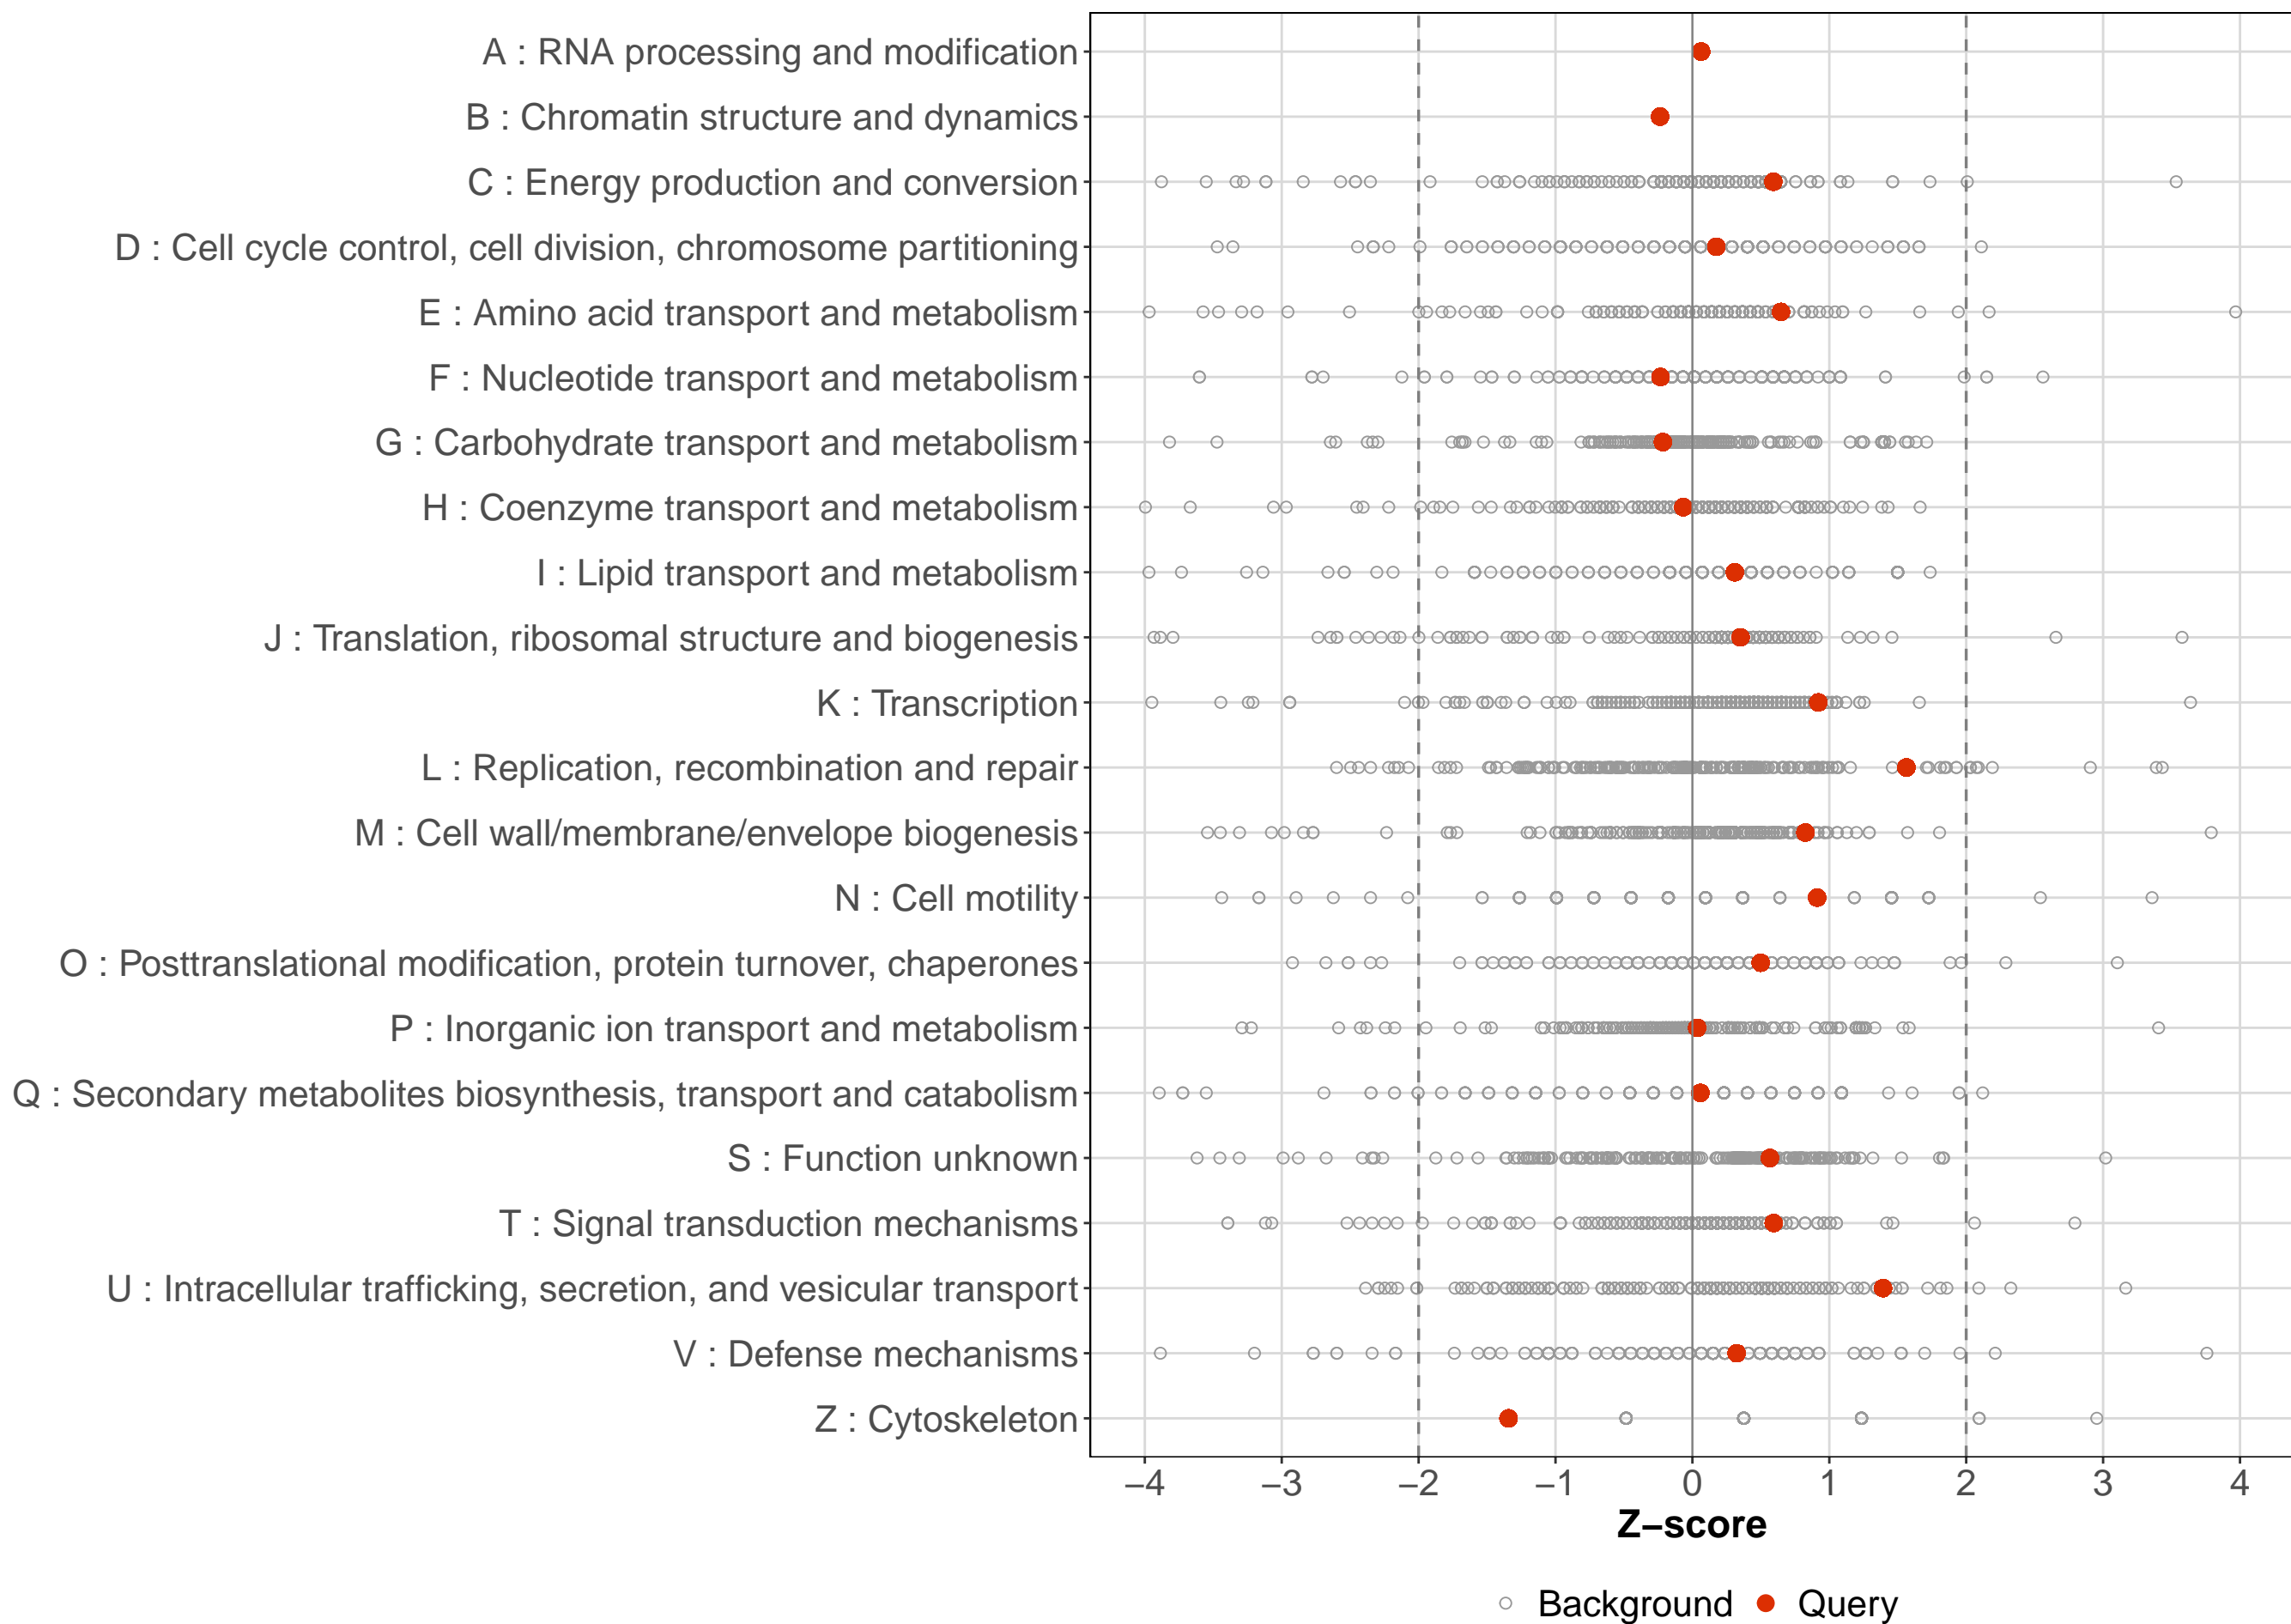 A : RNA processing and modification
B : Chromatin structure and dynamics
C : Energy production and conversion
D : Cell cycle control, cell division, chromosome partitioning
E : Amino acid transport and metabolism
F : Nucleotide transport and metabolism
G : Carbohydrate transport and metabolism
H : Coenzyme transport and metabolism
I : Lipid transport and metabolism
J : Translation, ribosomal structure and biogenesis
K : Transcription
L : Replication, recombination and repair
M : Cell wall/membrane/envelope biogenesis
N : Cell motility
O : Posttranslational modification, protein turnover, chaperones
P : Inorganic ion transport and metabolism
Q : Secondary metabolites biosynthesis, transport and catabolism
S : Function unknown
T : Signal transduction mechanisms
U : Intracellular trafficking, secretion, and vesicular transport
V : Defense mechanisms
Z : Cytoskeleton
−4 −3 −2 −1 0 1 2 3 4
Z−score
Background Query